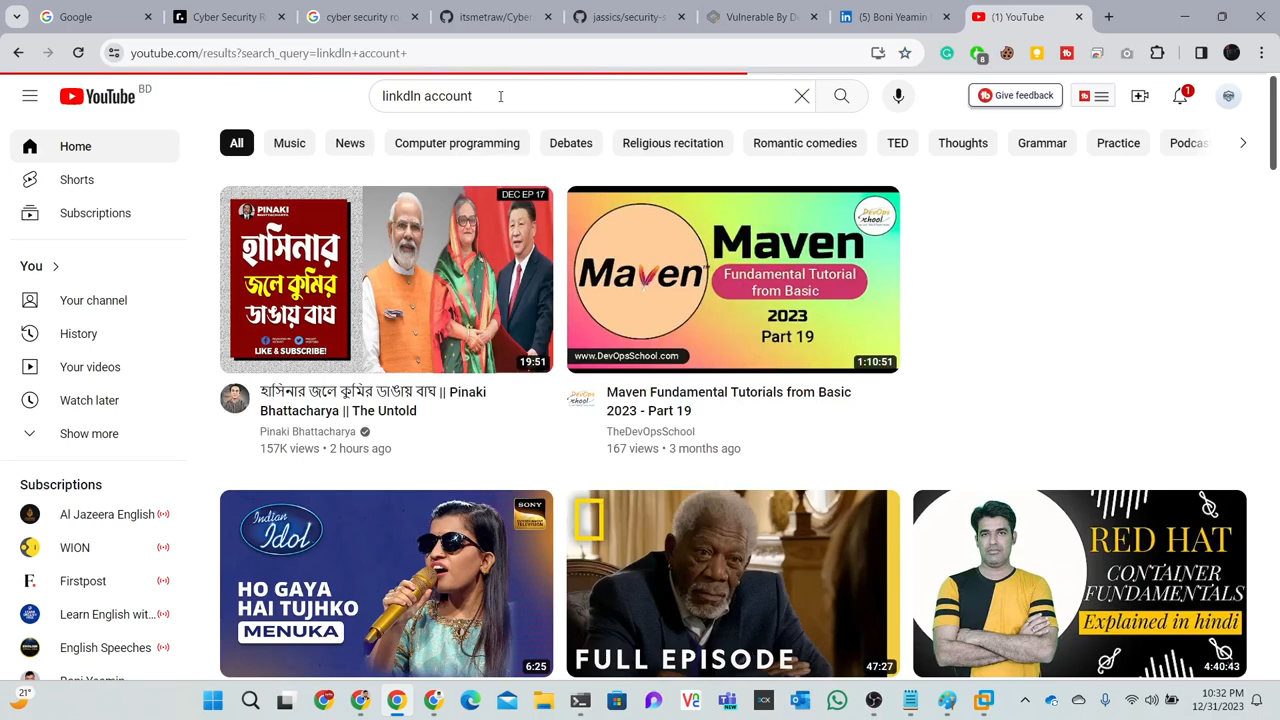 Google
Cyber Security R
cyber security ro
itsmetraw/Cyber
jassics/security-s
Vulnerable By De
(5) Boni Yeamin
(1) YouTube
youtube.com/results?search_query=linkdln+account+
8
YouTube BD
linkdln account
Give feedback
1
All
Music
News
Computer programming
Debates
Religious recitation
Romantic comedies
TED
Thoughts
Grammar
Practice
Podcas
Home
Shorts
Subscriptions
You
Your channel
History
Your videos
Watch later
Show more
Subscriptions
Al Jazeera English
WION
Firstpost
Learn English wit...
English Speeches
PINAKI
BHATTACHARYA
DEC EP 17
হাসিনার
জলে কুমির
ডাঙায় বাঘ
LIKE & SUBSCRIBE!
19:51
হাসিনার জলে কুমির ডাঙায় বাঘ || Pinaki
Bhattacharya || The Untold
Pinaki Bhattacharya
157K views • 2 hours ago
DevOps
School
Maven
Maven
Fundamental Tutorial
from Basic
2023
Part 19
www.DevOpsSchool.com
1:10:51
Maven Fundamental Tutorials from Basic
2023 - Part 19
TheDevOpsSchool
167 views • 3 months ago
Indian
Idol
SONY
HO GAYA
HAI TUJHKO
MENUKA
6:25
FULL EPISODE
47:27
RED HAT
CONTAINER
FUNDAMENTALS
Explained in hindi
4:40:43
21°
10:32 PM
12/31/2023